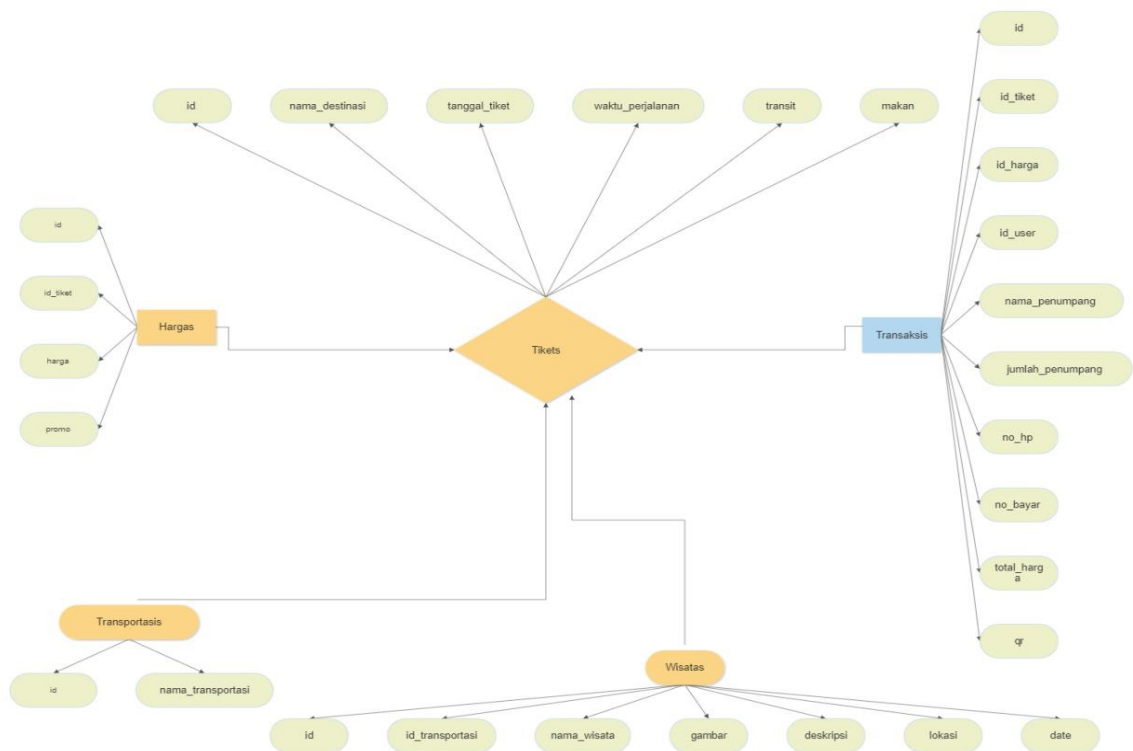 id
id
nama_destinasi
tanggal_tiket
waktu_perjalanan
transit
makan
id_tiket
id_harga
id_user
nama_penumpang
jumlah_penumpang
no_hp
no_bayar
total_harg
a
qr
id
id_tiket
harga
promo
Hargas
Tikets
Transaksis
Transportasis
id
nama_transportasi
Wisatas
id
id_transportasi
nama_wisata
gambar
deskripsi
lokasi
date